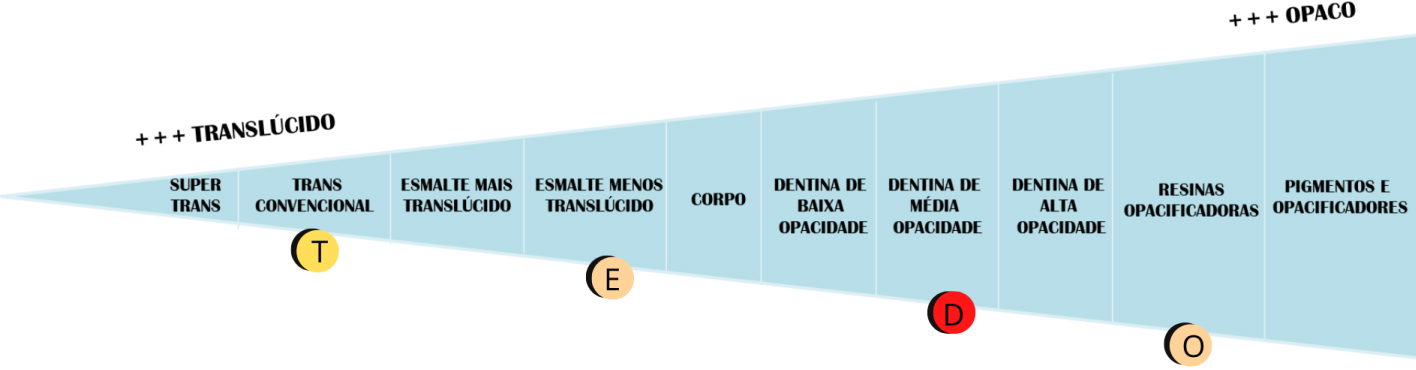 + + + OPACO
+ + + TRANSLÚCIDO
SUPER
TRANS
TRANS
CONVENCIONAL
ESMALTE MAIS
TRANSLÚCIDO
ESMALTE MENOS
TRANSLÚCIDO
CORPO
DENTINA DE
BAIXA
OPACIDADE
DENTINA DE
MÉDIA
OPACIDADE
DENTINA DE
ALTA
OPACIDADE
RESINAS
OPACIFICADORAS
PIGMENTOS E
OPACIFICADORES
T
E
D
O